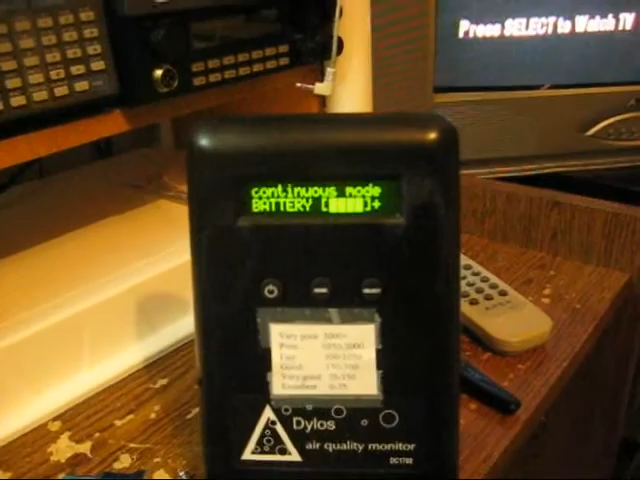 Press SELECT to Watch TV
continuous mode
BATTERY [████]+
Very poor 3000+
Poor 1050-3000
Fair 300-1050
Good 150-300
Very good 75-150
Excellent 0-75
Dylos
air quality monitor
DC1700